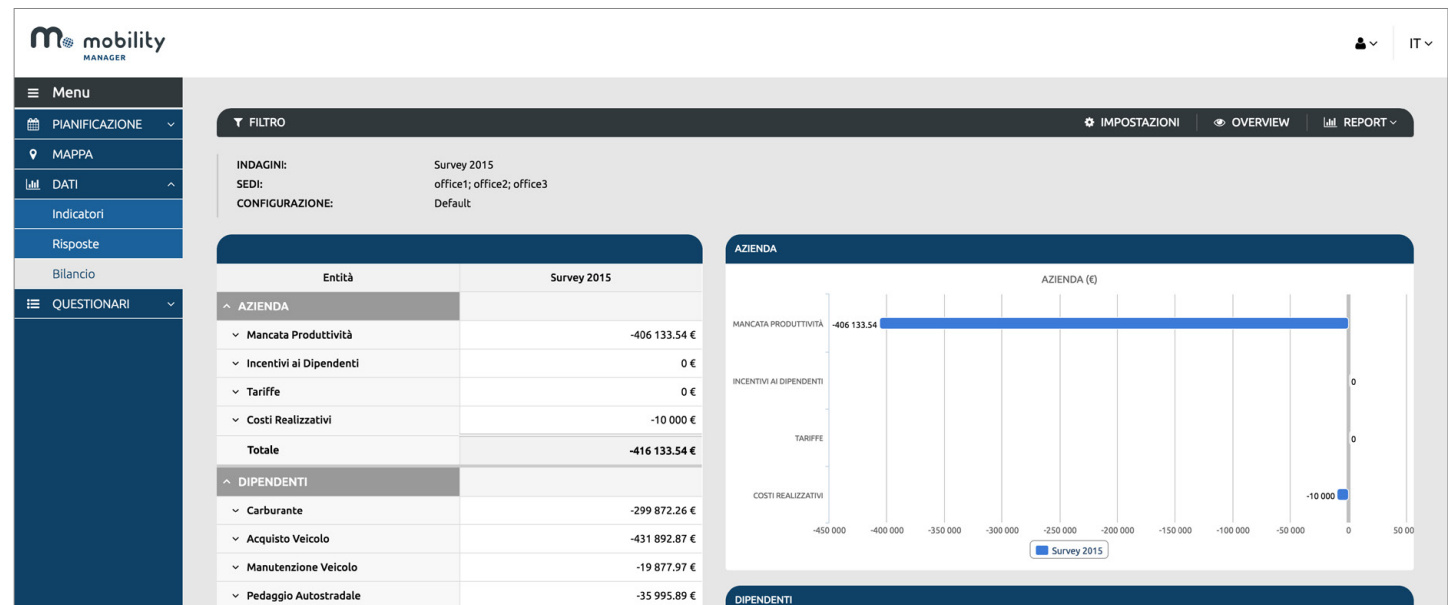 mobility
MANAGER
IT
Menu
PIANIFICAZIONE
MAPPA
DATI
Indicatori
Risposte
Bilancio
QUESTIONARI
FILTRO
IMPOSTAZIONI
OVERVIEW
REPORT
INDAGINI: Survey 2015
SEDI: office1; office2; office3
CONFIGURAZIONE: Default
Entità Survey 2015
AZIENDA
Mancata Produttività -406 133.54 €
Incentivi ai Dipendenti 0 €
Tariffe 0 €
Costi Realizzativi -10 000 €
Totale -416 133.54 €
DIPENDENTI
Carburante -299 872.26 €
Acquisto Veicolo -431 892.87 €
Manutenzione Veicolo -19 877.97 €
Pedaggio Autostradale -35 995.89 €
AZIENDA
AZIENDA (€)
MANCATA PRODUTTIVITÀ -406 133.54
INCENTIVI AI DIPENDENTI 0
TARIFFE 0
COSTI REALIZZATIVI -10 000
-450 000 -400 000 -350 000 -300 000 -250 000 -200 000 -150 000 -100 000 -50 000 0 50 00
Survey 2015
DIPENDENTI